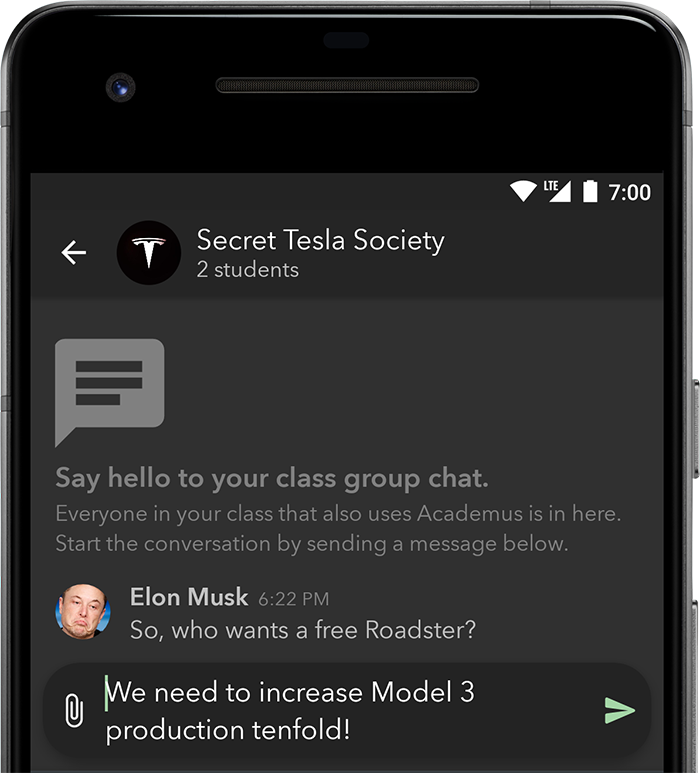 LTE 7:00
Secret Tesla Society
2 students
Say hello to your class group chat.
Everyone in your class that also uses Academus is in here.
Start the conversation by sending a message below.
Elon Musk 6:22 PM
So, who wants a free Roadster?
We need to increase Model 3
production tenfold!